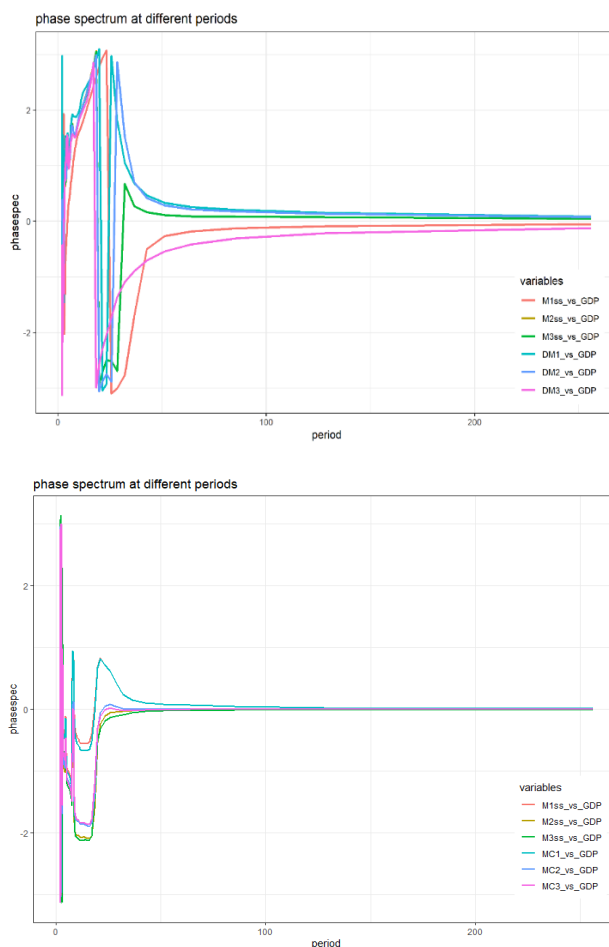 phase spectrum at different periods
2
0
-2
phasespec
variables
M1ss_vs_GDP
M2ss_vs_GDP
M3ss_vs_GDP
DM1_vs_GDP
DM2_vs_GDP
DM3_vs_GDP
0
100
200
period
phase spectrum at different periods
2
0
-2
phasespec
variables
M1ss_vs_GDP
M2ss_vs_GDP
M3ss_vs_GDP
MC1_vs_GDP
MC2_vs_GDP
MC3_vs_GDP
0
100
200
period